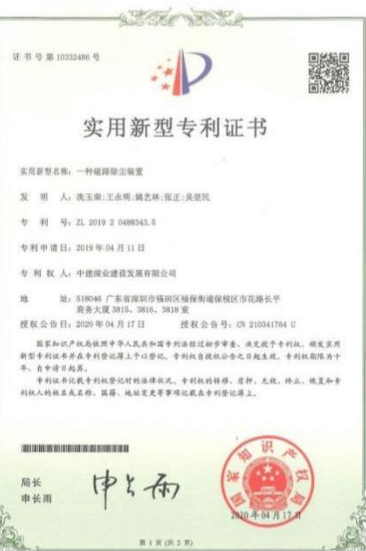 证书号第10332486号
实用新型专利证书
实用新型名称：一种道路除尘装置
发 明 人：冼玉荣;王永明;姚艺林;张正;吴坚民
专 利 号：ZL 2019 2 0488343.5
专利申请日：2019年04月11日
专 利 权 人：中建深业建设发展有限公司
地 址：518046 广东省深圳市福田区福保街道保税区市花路长平
商务大厦 3815、3816、3818室
授权公告日：2020年04月17日 授权公告号：CN 210341764 U
国家知识产权局依照中华人民共和国专利法经过初步审查，决定授予专利权，颁发实用
新型专利证书并在专利登记簿上予以登记。专利权自授权公告之日起生效。专利权期限为十
年，自申请日起算。
专利证书记载专利权登记时的法律状况。专利权的转移、质押、无效、终止、恢复和专
利权人的姓名或名称、国籍、地址变更等事项记载在专利登记簿上。
局长
申长雨
申长雨
国家知识产权局
2020年04月17日
第 1 页 (共 2 页)